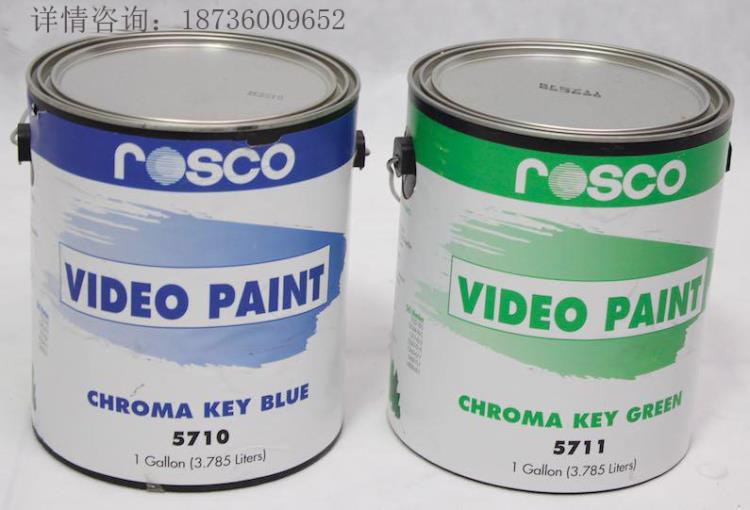 详情咨询：18736009652
rosco
VIDEO PAINT
CHROMA KEY BLUE
5710
1 Gallon (3.785 Liters)
rosco
VIDEO PAINT
CHROMA KEY GREEN
5711
1 Gallon (3.785 Liters)